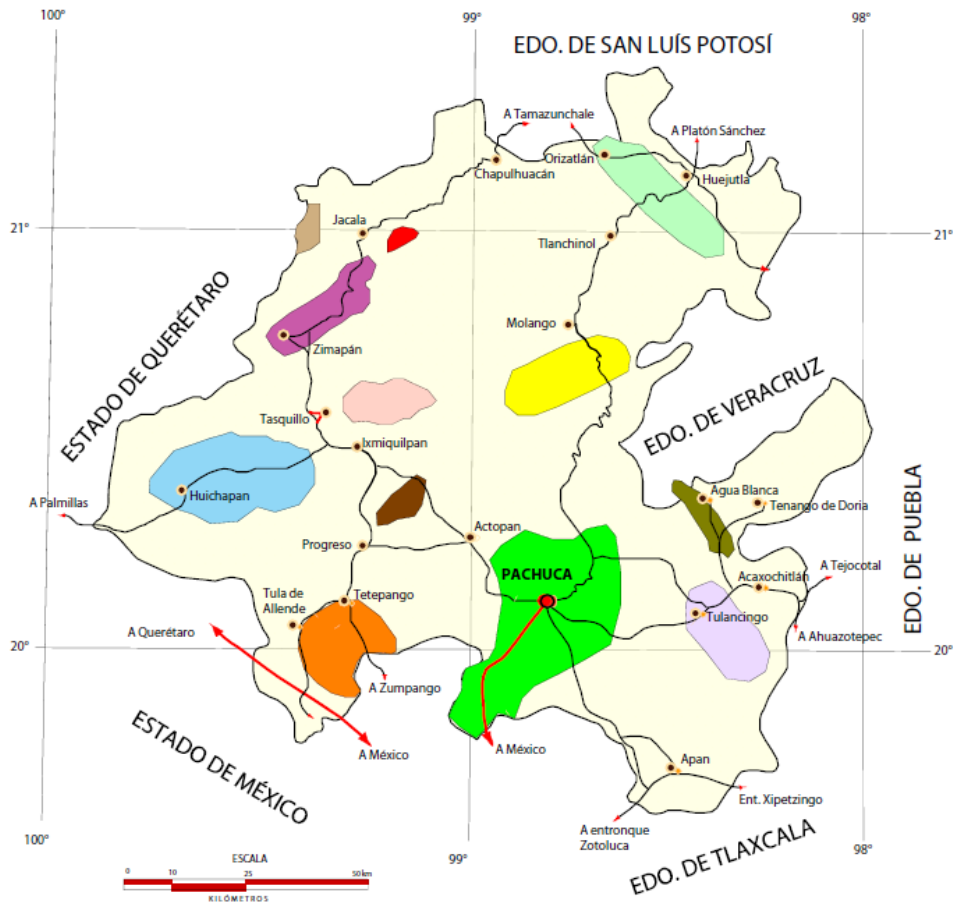 100°
99°
98°
EDO. DE SAN LUÍS POTOSÍ
A Tamazunchale
A Platón Sánchez
Orizatlán
Chapulhuacán
Huejutla
Jacala
21°
21°
Tlanchinol
ESTADO DE QUERÉTARO
Molango
Zimapán
EDO. DE VERACRUZ
Tasquillo
Ixmiquilpan
Huichapan
Agua Blanca
A Palmillas
Tenango de Doria
EDO. DE PUEBLA
Actopan
Progreso
A Tejocotal
PACHUCA
Acaxochitlán
Tula de
Allende
Tetepango
Tulancingo
A Querétaro
A Ahuazotepec
20°
20°
A Zumpango
ESTADO DE MÉXICO
A México
A México
Apan
Ent. Xipetzingo
A entronque
Zotoluca
EDO. DE TLAXCALA
100°
99°
98°
ESCALA
0 10 25 50 km
KILÓMETROS